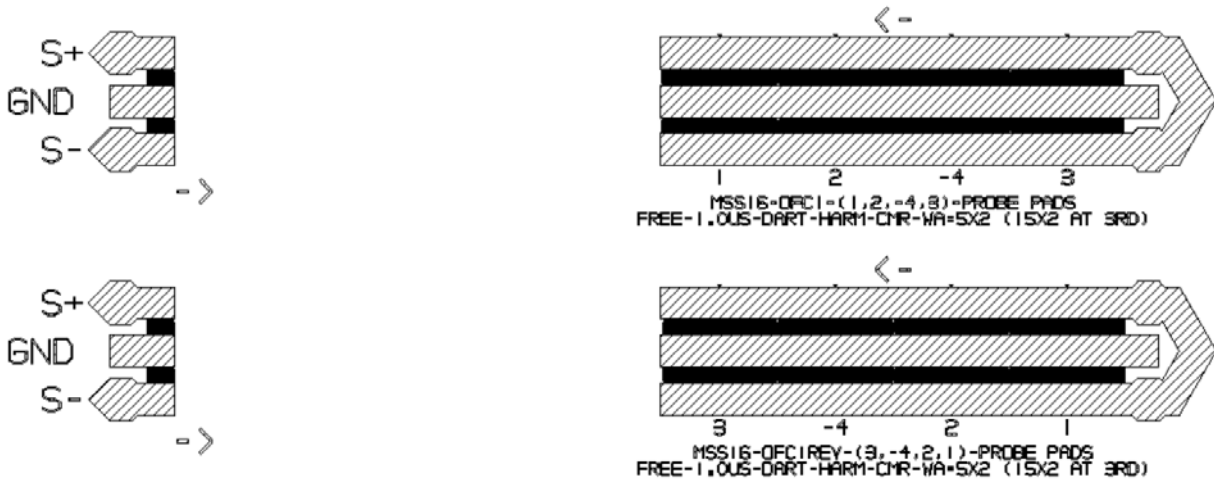 <-
S+
GND
S-
->
1 2 -4 3
MSS16-OFC1-(1,2,-4,3)-PROBE PADS
FREE-1.0US-DART-HARM-CMR-WA=5X2 (15X2 AT 3RD)
<-
S+
GND
S-
->
3 -4 2 1
MSS16-OFC1REV-(3,-4,2,1)-PROBE PADS
FREE-1.0US-DART-HARM-CMR-WA=5X2 (15X2 AT 3RD)